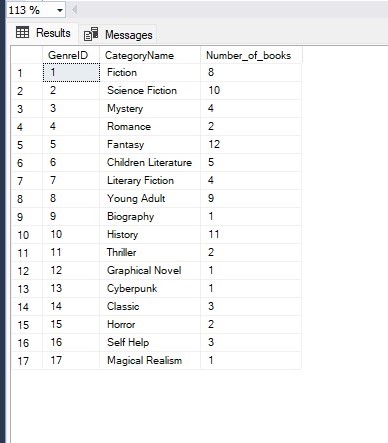 113 %
Results Messages
GenreID CategoryName Number_of_books
1 1 Fiction 8
2 2 Science Fiction 10
3 3 Mystery 4
4 4 Romance 2
5 5 Fantasy 12
6 6 Children Literature 5
7 7 Literary Fiction 4
8 8 Young Adult 9
9 9 Biography 1
10 10 History 11
11 11 Thriller 2
12 12 Graphical Novel 1
13 13 Cyberpunk 1
14 14 Classic 3
15 15 Horror 2
16 16 Self Help 3
17 17 Magical Realism 1